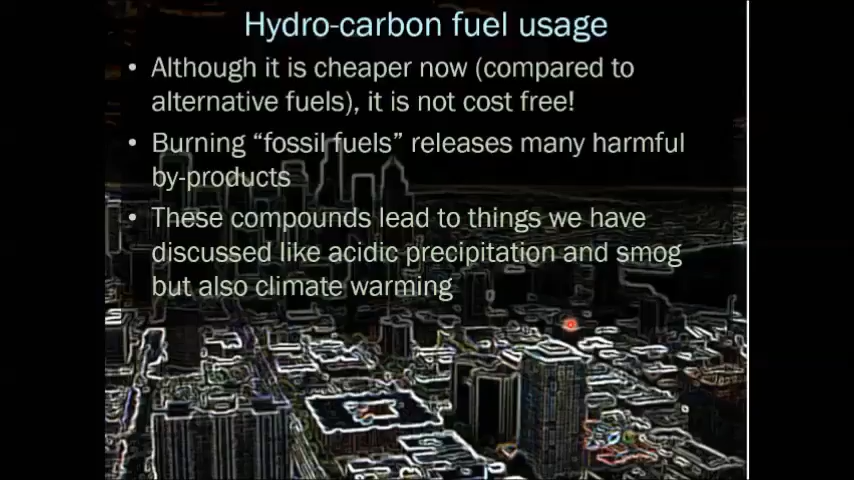 Hydro-carbon fuel usage
• Although it is cheaper now (compared to
alternative fuels), it is not cost free!
• Burning “fossil fuels” releases many harmful
by-products
• These compounds lead to things we have
discussed like acidic precipitation and smog
but also climate warming